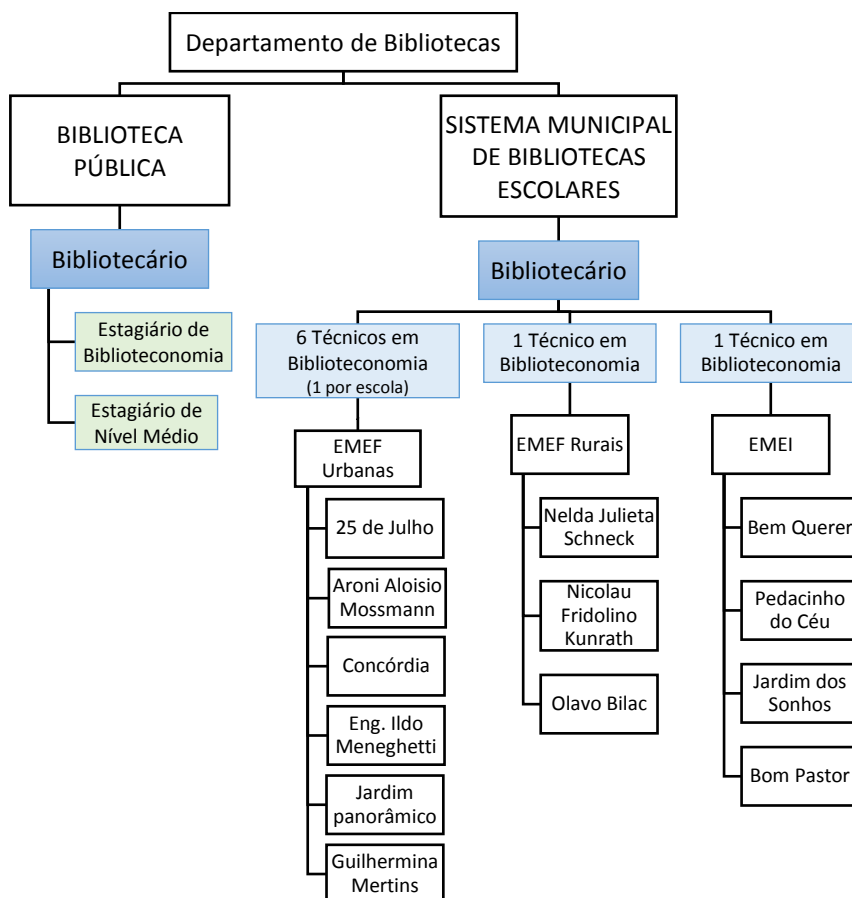 Departamento de Bibliotecas
BIBLIOTECA
PÚBLICA
SISTEMA MUNICIPAL
DE BIBLIOTECAS
ESCOLARES
Bibliotecário
Estagiário de
Biblioteconomia
Estagiário de
Nível Médio
Bibliotecário
6 Técnicos em
Biblioteconomia
(1 por escola)
EMEF
Urbanas
25 de Julho
Aroni Aloisio
Mossmann
Concórdia
Eng. Ildo
Meneghetti
Jardim
panorâmico
Guilhermina
Mertins
1 Técnico em
Biblioteconomia
EMEF Rurais
Nelda Julieta
Schneck
Nicolau
Fridolino
Kunrath
Olavo Bilac
1 Técnico em
Biblioteconomia
EMEI
Bem Querer
Pedacinho
do Céu
Jardim dos
Sonhos
Bom Pastor